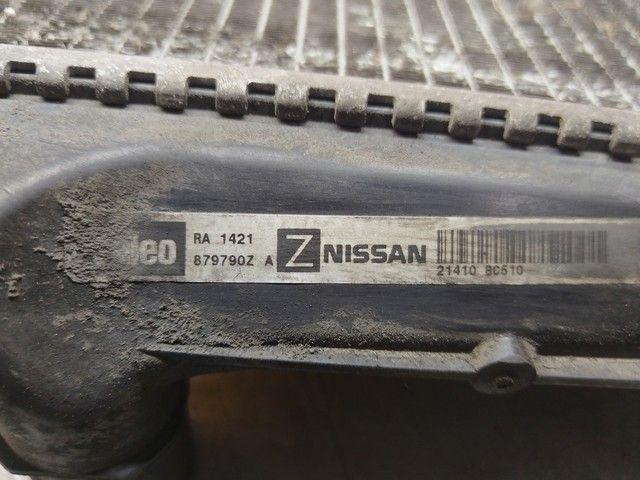 leo
RA 1421
879790Z A
Z NISSAN
21410 BC510